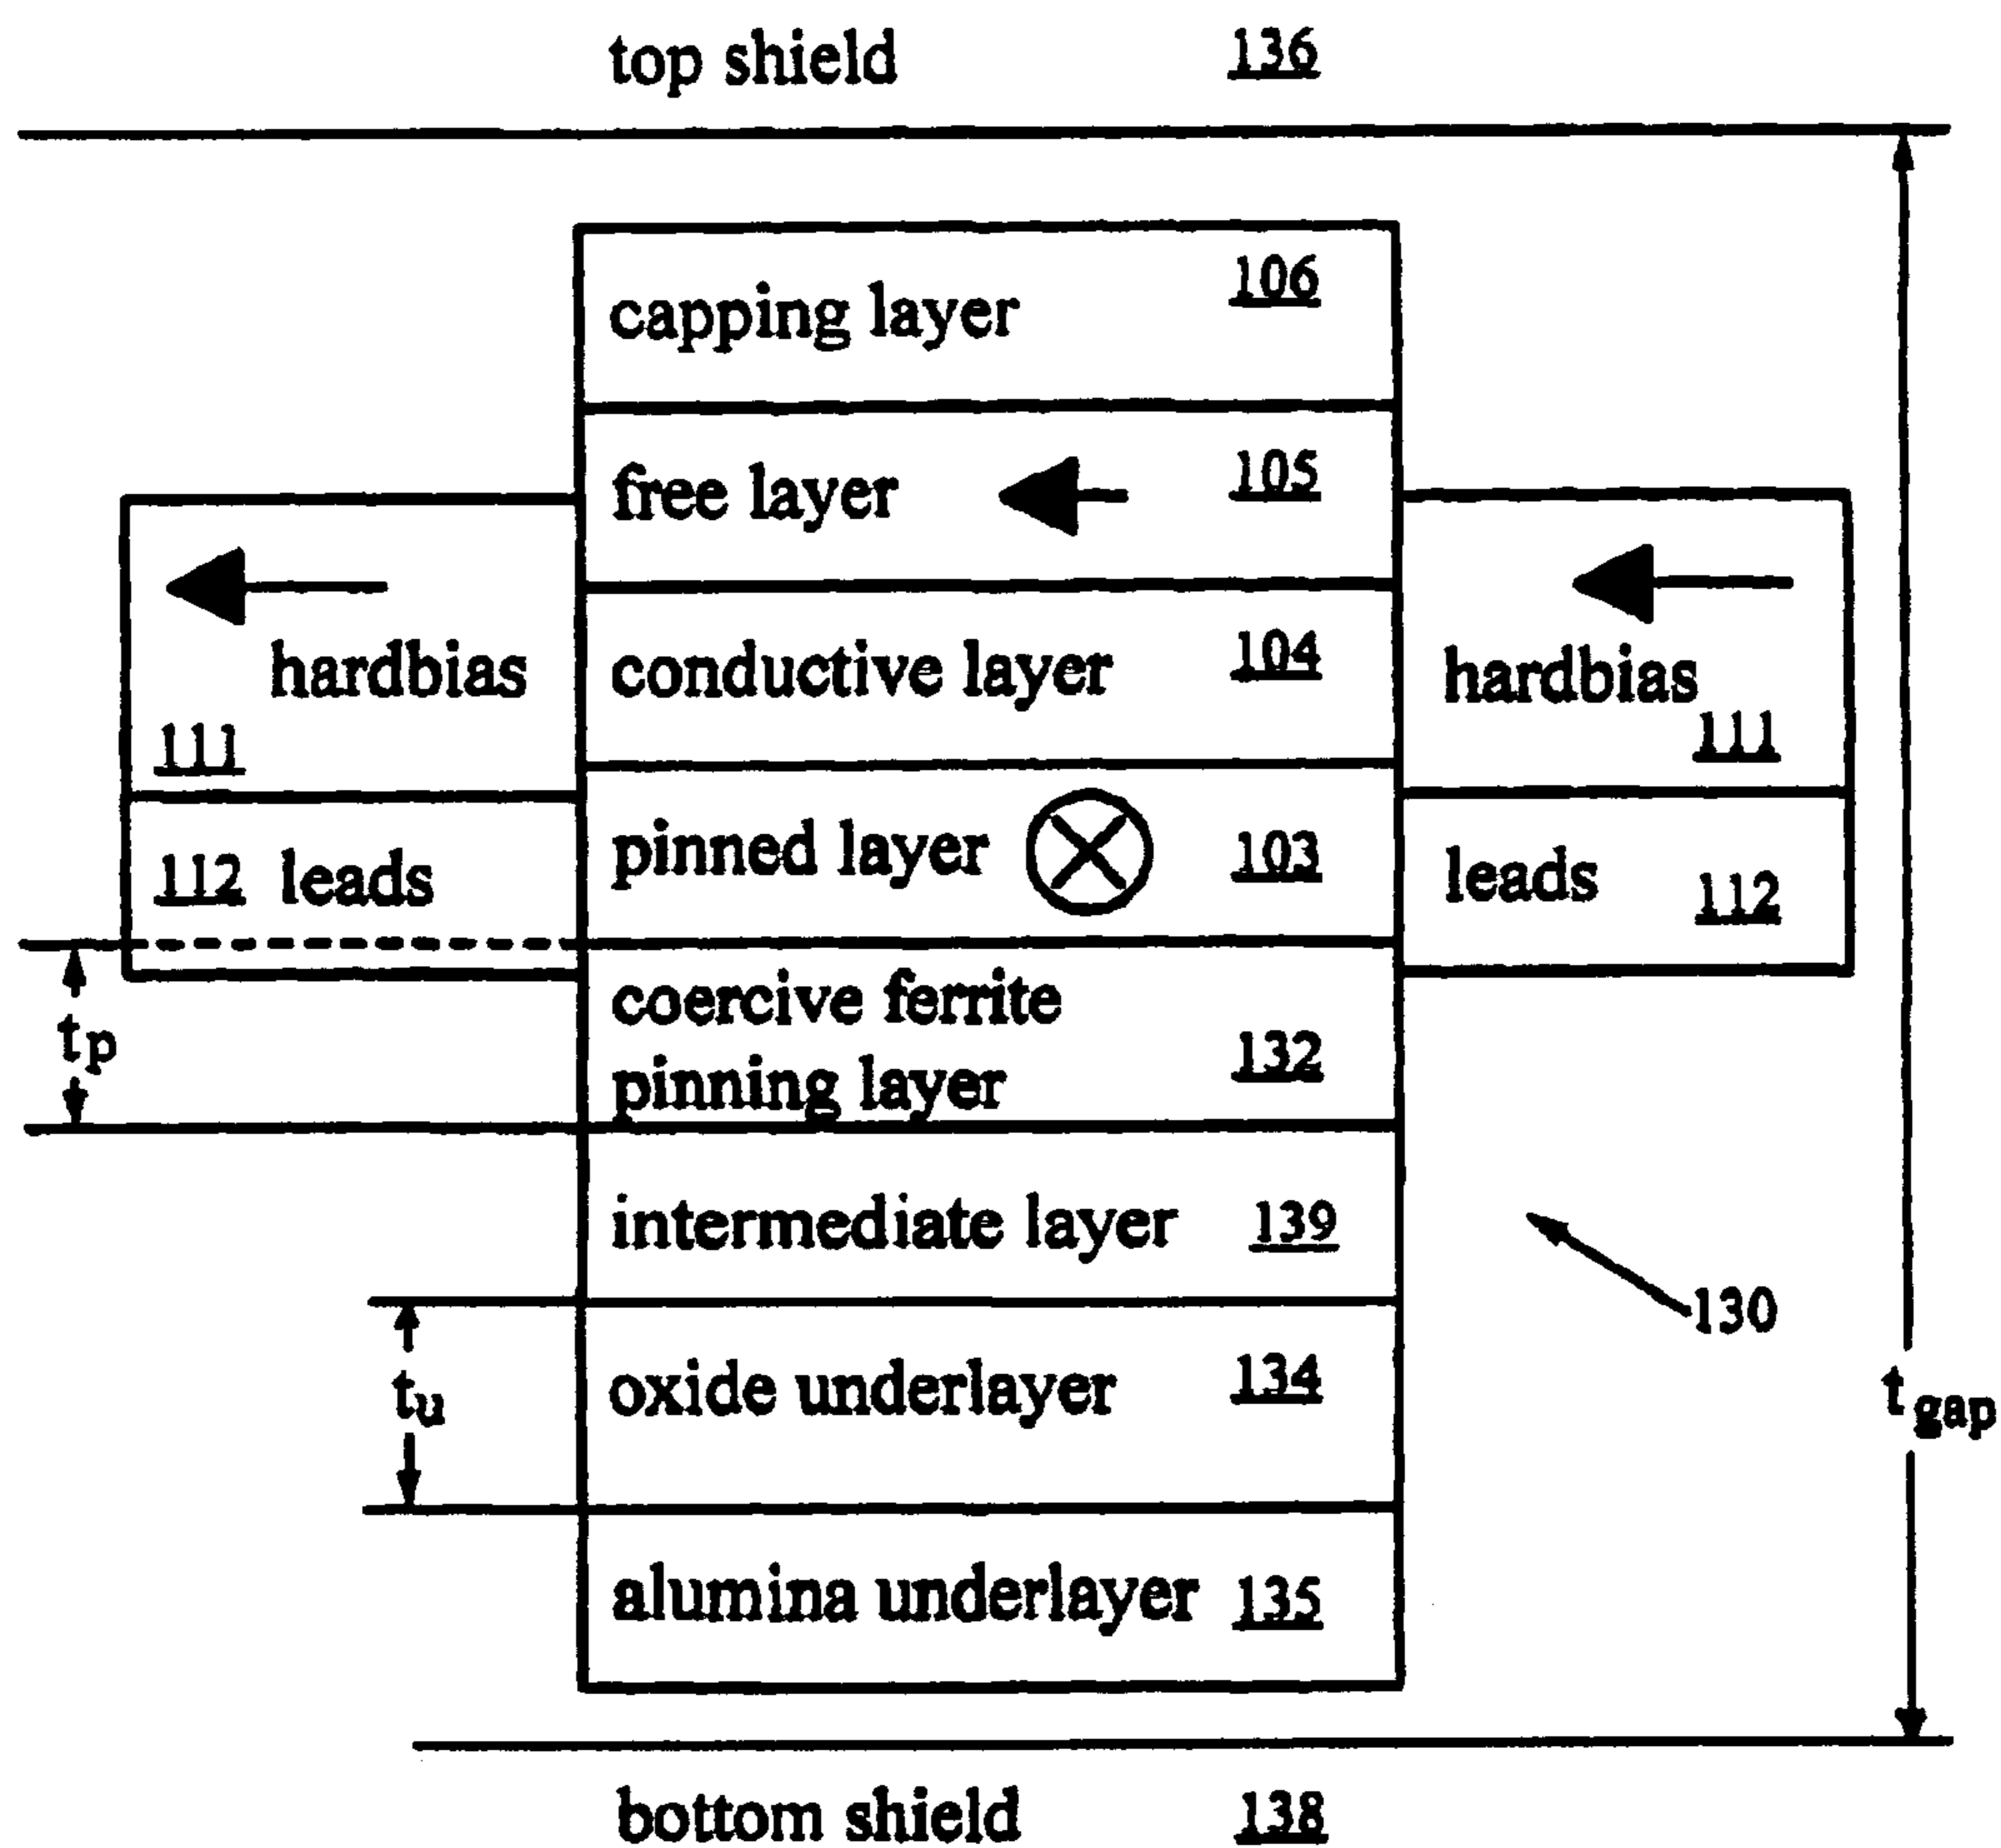 top shield 136
capping layer 106
free layer 105
hardbias 111
conductive layer 104
hardbias 111
112 leads
pinned layer 103
leads 112
tp
coercive ferrite
pinning layer 132
intermediate layer 139
130
tu
oxide underlayer 134
tgap
alumina underlayer 135
bottom shield 138